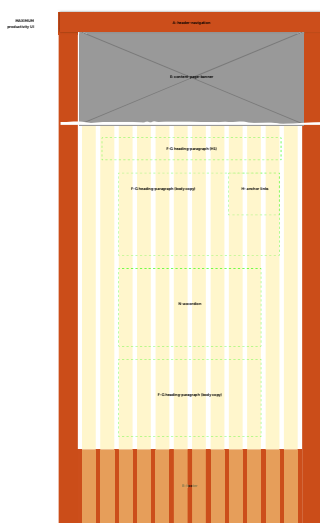 MAXIMUM
productivity UI
A-header navigation
E-content-page-banner
F-G heading-paragraph (H1)
F-G heading-paragraph (body copy)
H- anchor links
N-accordion
F-G heading-paragraph (body copy)